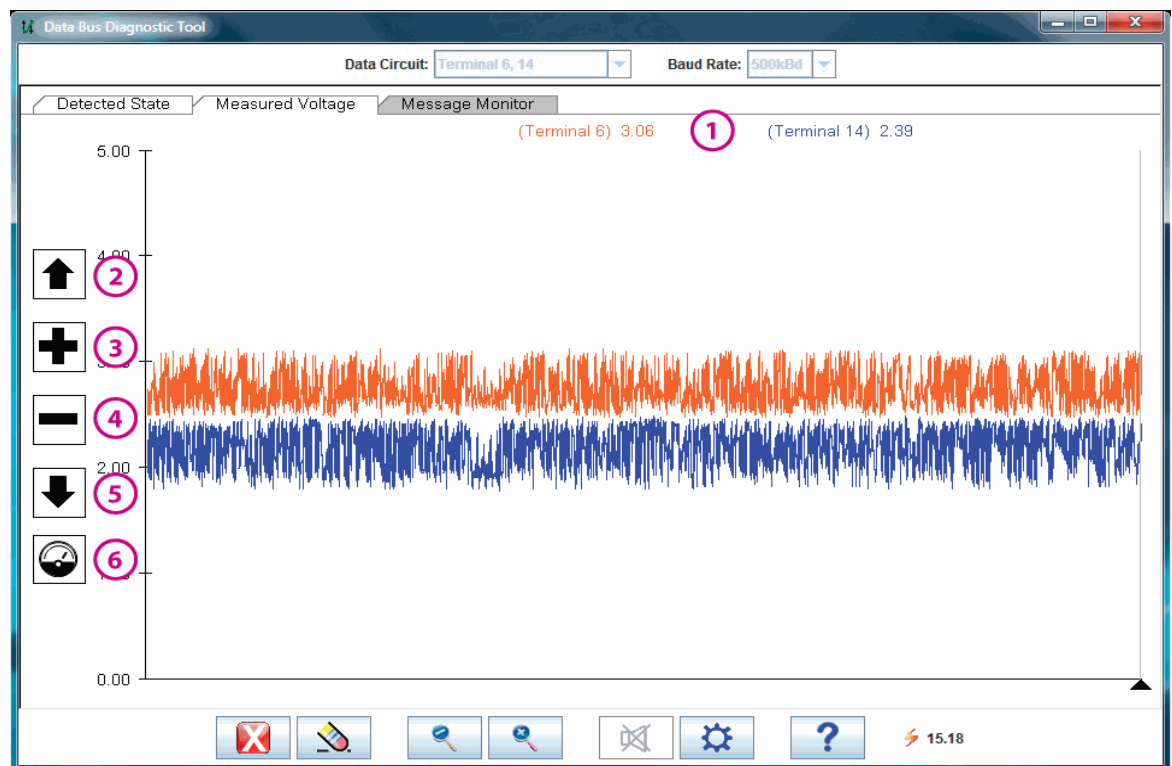 Data Bus Diagnostic Tool
Data Circuit: Terminal 6, 14 Baud Rate: 500kBd
Detected State Measured Voltage Message Monitor
(Terminal 6) 3.06 1 (Terminal 14) 2.39
5.00
2
3
4
2.00
5
6
0.00
? 15.18